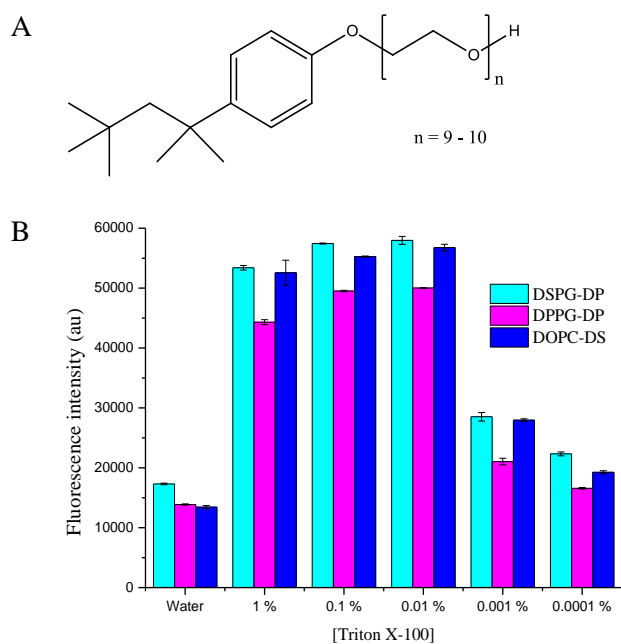 A
O
O
H
n
n = 9 - 10
B
Fluorescence intensity (au)
60000
50000
40000
30000
20000
10000
0
DSPG-DP
DPPG-DP
DOPC-DS
Water 1 % 0.1 % 0.01 % 0.001 % 0.0001 %
[Triton X-100]